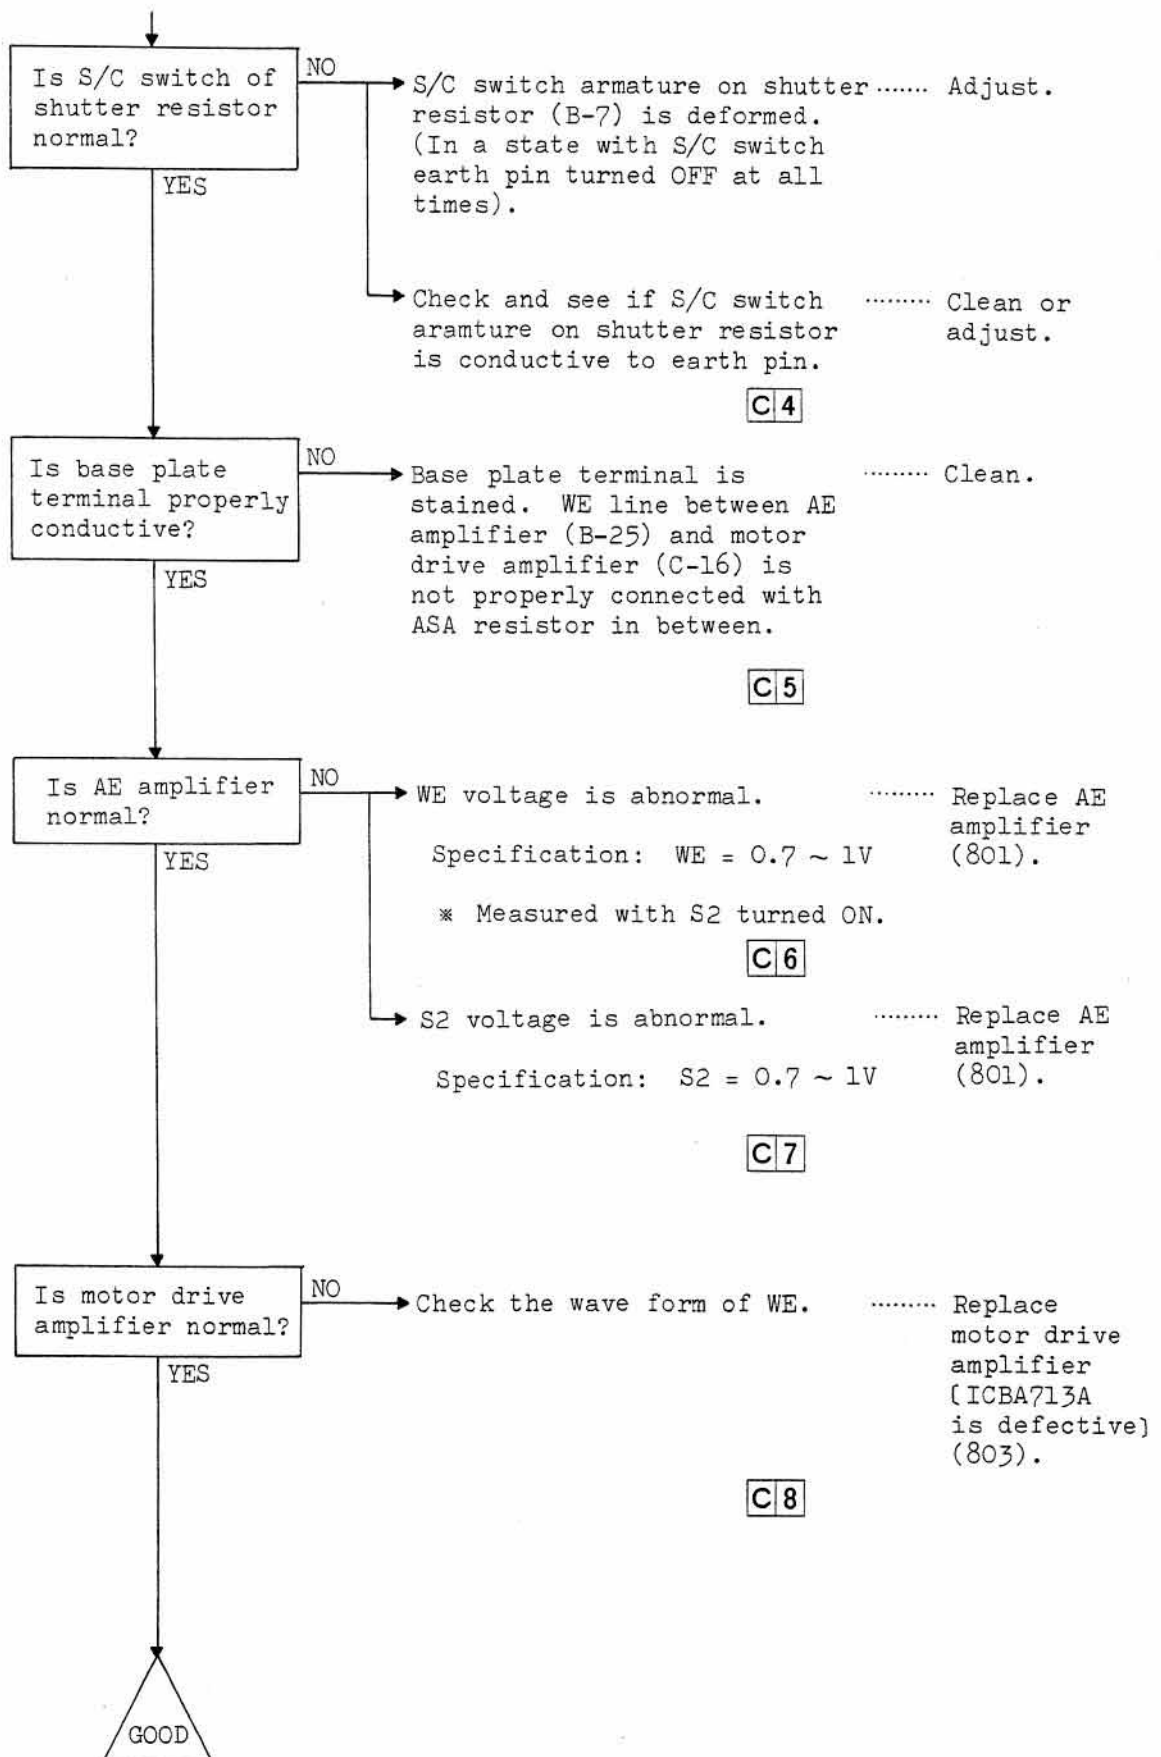 Is S/C switch of
shutter resistor
normal?
NO
S/C switch armature on shutter ....... Adjust.
resistor (B-7) is deformed.
(In a state with S/C switch
earth pin turned OFF at all
times).
YES
Check and see if S/C switch ......... Clean or
aramture on shutter resistor adjust.
is conductive to earth pin.
C 4
Is base plate
terminal properly
conductive?
NO
Base plate terminal is ......... Clean.
stained. WE line between AE
amplifier (B-25) and motor
drive amplifier (C-16) is
not properly connected with
ASA resistor in between.
YES
C 5
Is AE amplifier
normal?
NO
WE voltage is abnormal. ......... Replace AE
amplifier
(801).
Specification: WE = 0.7 ~ 1V
YES
※ Measured with S2 turned ON.
C 6
S2 voltage is abnormal. ......... Replace AE
amplifier
(801).
Specification: S2 = 0.7 ~ 1V
C 7
Is motor drive
amplifier normal?
NO
Check the wave form of WE. ......... Replace
motor drive
amplifier
[ICBA713A
is defective]
(803).
YES
C 8
GOOD